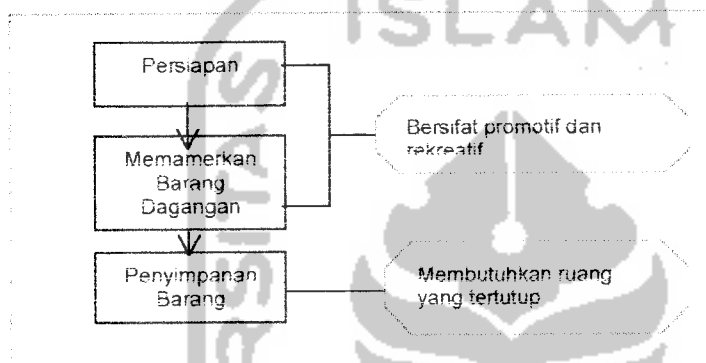 ISLAM
Persiapan
Bersifat promotif dan
rekreatif
Memamerkan
Barang
Dagangan
Penyimpanan
Barang
Membutuhkan ruang
yang tertutup